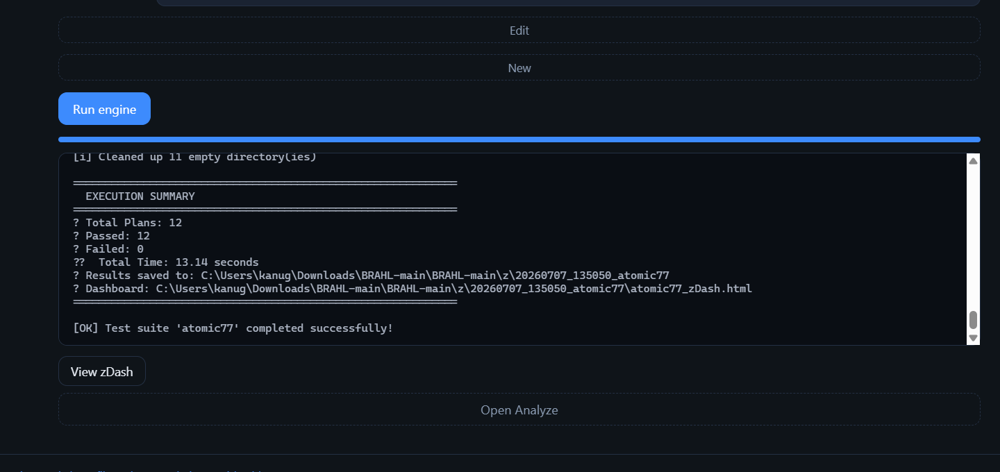 Edit
New
Run engine
[i] Cleaned up 11 empty directory(ies)
============================================================
EXECUTION SUMMARY
============================================================
? Total Plans: 12
? Passed: 12
? Failed: 0
??  Total Time: 13.14 seconds
? Results saved to: C:\Users\kanug\Downloads\BRAHL-main\BRAHL-main\z\20260707_135050_atomic77
? Dashboard: C:\Users\kanug\Downloads\BRAHL-main\BRAHL-main\z\20260707_135050_atomic77\atomic77_zDash.html
============================================================
[OK] Test suite 'atomic77' completed successfully!
View zDash
Open Analyze